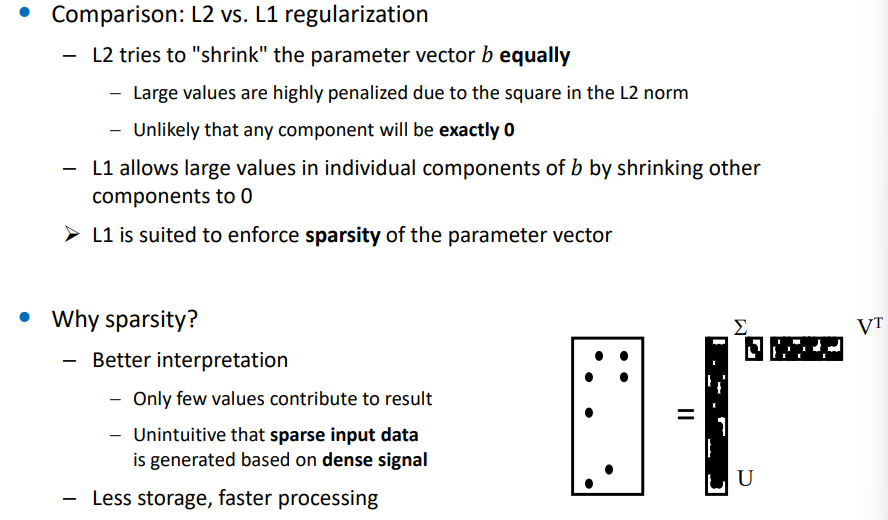 • Comparison: L2 vs. L1 regularization
– L2 tries to "shrink" the parameter vector b equally
– Large values are highly penalized due to the square in the L2 norm
– Unlikely that any component will be exactly 0
– L1 allows large values in individual components of b by shrinking other
components to 0
➢ L1 is suited to enforce sparsity of the parameter vector
• Why sparsity?
– Better interpretation
– Only few values contribute to result
– Unintuitive that sparse input data
is generated based on dense signal
– Less storage, faster processing
=
U
Σ
Vᵀ